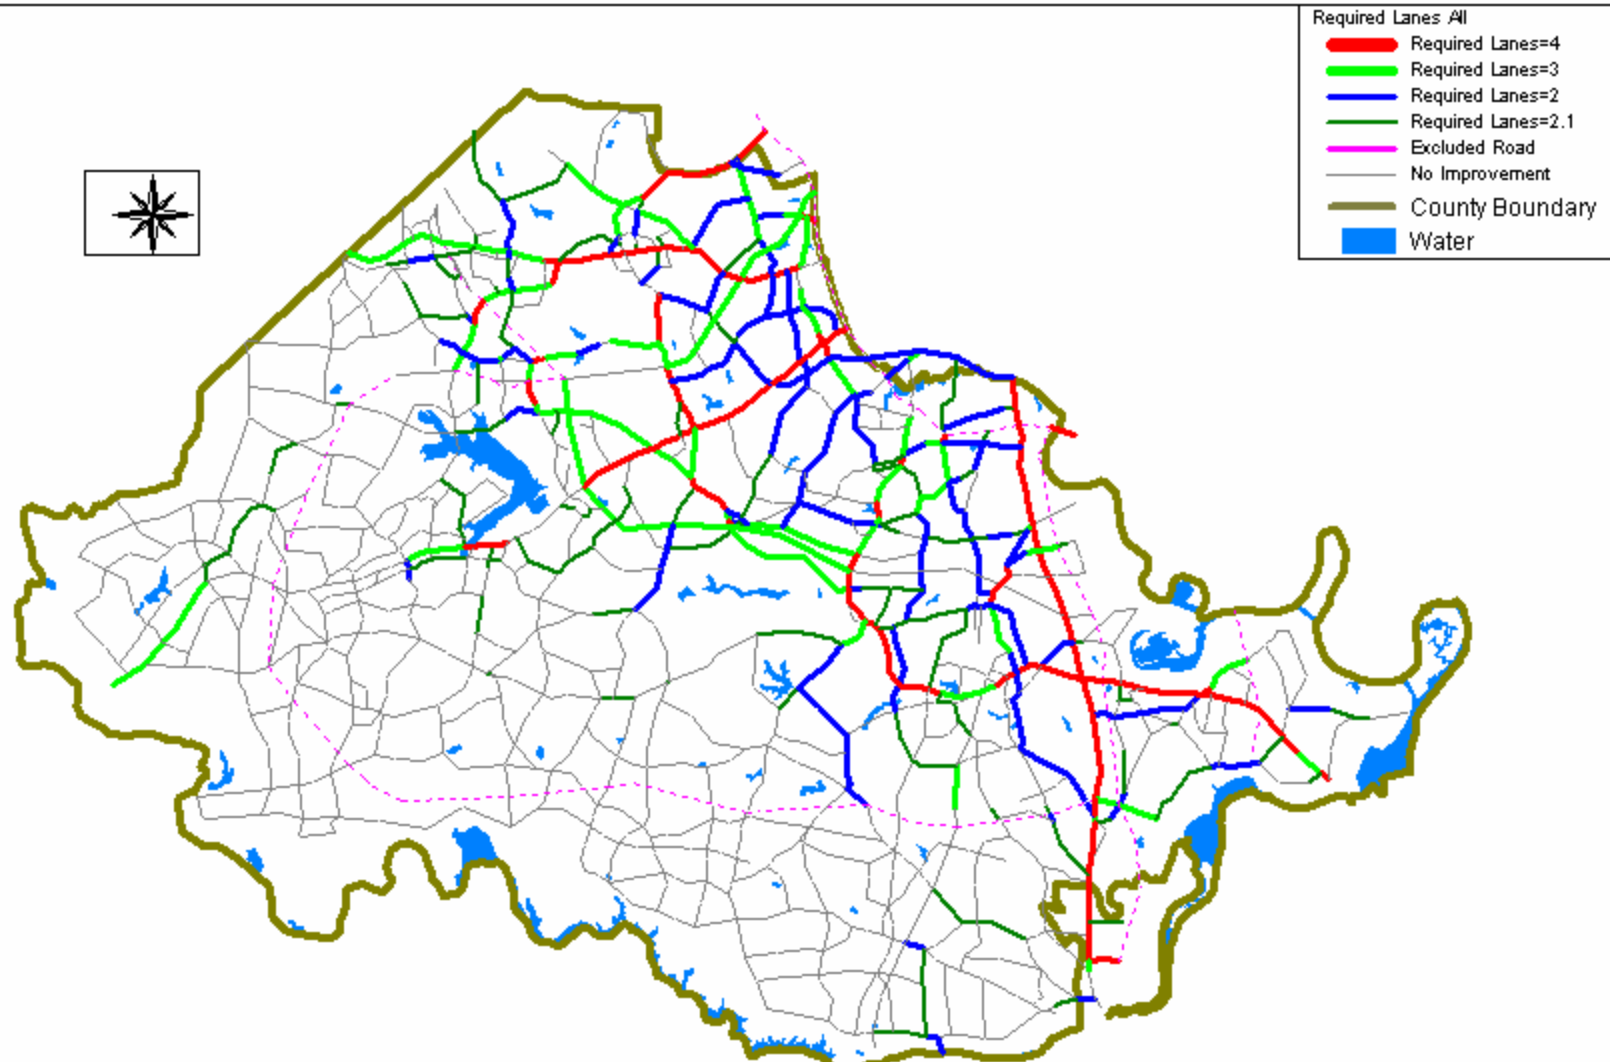 Required Lanes All
Required Lanes=4
Required Lanes=3
Required Lanes=2
Required Lanes=2.1
Excluded Road
No Improvement
County Boundary
Water